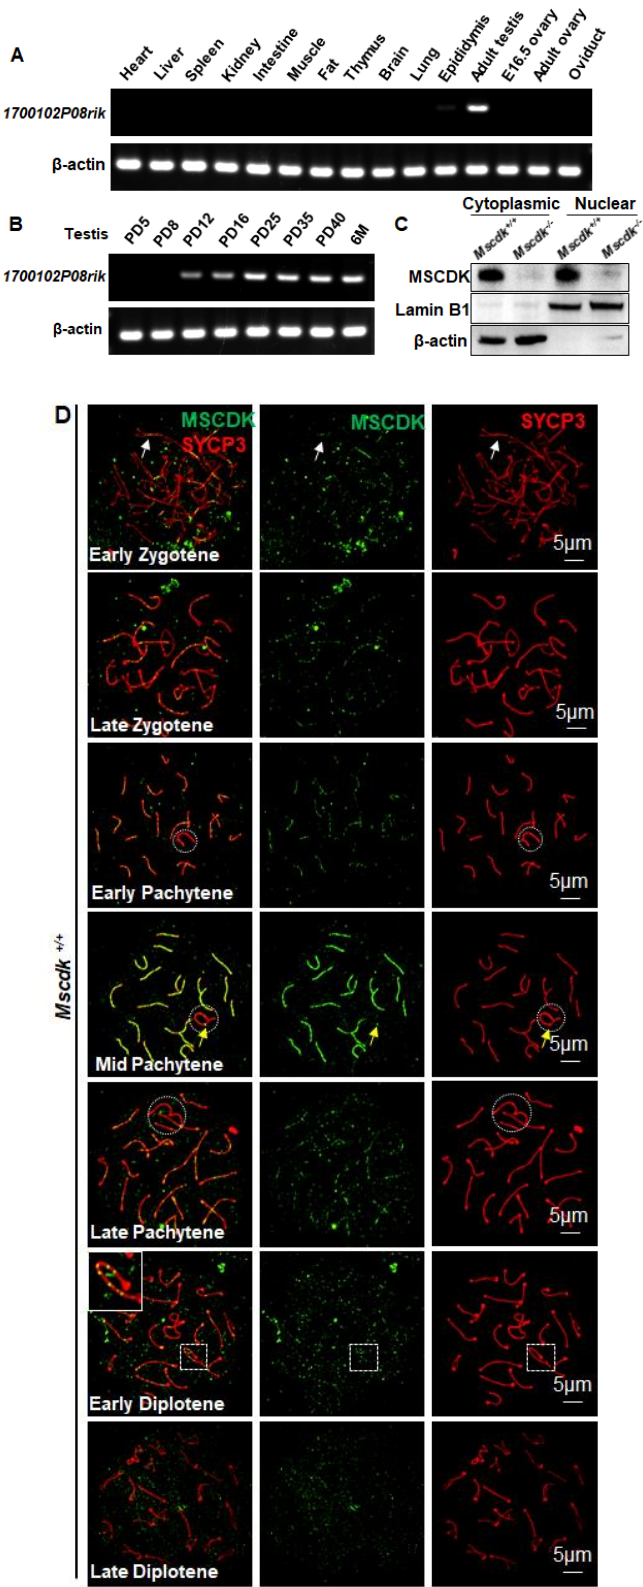 A
Heart
Liver
Spleen
Kidney
Intestine
Muscle
Fat
Thymus
Brain
Lung
Epididymis
Adult testis
E16.5 ovary
Adult ovary
Oviduct
1700102P08rik
β-actin
B
Testis
PD5
PD8
PD12
PD16
PD25
PD35
PD40
6M
1700102P08rik
β-actin
C
Cytoplasmic Nuclear
Mscdk+/+
Mscdk-/-
Mscdk+/+
Mscdk-/-
MSCDK
Lamin B1
β-actin
D
Mscdk +/+
MSCDK
SYCP3
MSCDK
SYCP3
Early Zygotene
5μm
Late Zygotene
5μm
Early Pachytene
5μm
Mid Pachytene
5μm
Late Pachytene
5μm
Early Diplotene
5μm
Late Diplotene
5μm